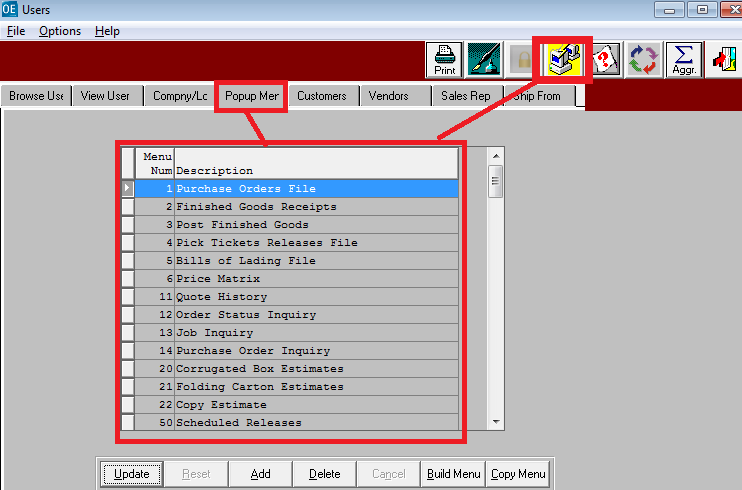 OE Users
File Options Help
Print
Σ
Aggr.
Browse Use View User Compny/Lc Popup Mer Customers Vendors Sales Rep Ship From
Menu
Num Description
1 Purchase Orders File
2 Finished Goods Receipts
3 Post Finished Goods
4 Pick Tickets Releases File
5 Bills of Lading File
6 Price Matrix
11 Quote History
12 Order Status Inquiry
13 Job Inquiry
14 Purchase Order Inquiry
20 Corrugated Box Estimates
21 Folding Carton Estimates
22 Copy Estimate
50 Scheduled Releases
Update Reset Add Delete Cancel Build Menu Copy Menu